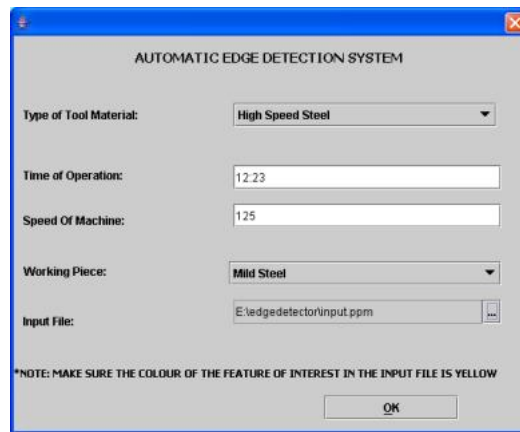 AUTOMATIC EDGE DETECTION SYSTEM
Type of Tool Material: High Speed Steel
Time of Operation: 12:23
Speed Of Machine: 125
Working Piece: Mild Steel
Input File: E:\edgedetector\input.ppm ...
*NOTE: MAKE SURE THE COLOUR OF THE FEATURE OF INTEREST IN THE INPUT FILE IS YELLOW
OK